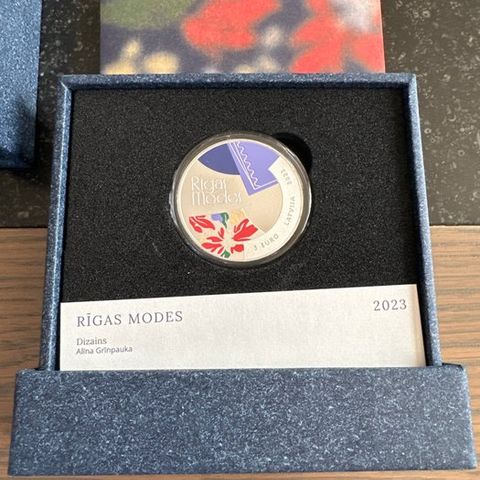 Rīgas
Modes
5 EURO · LATVIJA · 2023
RĪGAS MODES
2023
Dizains
Alīna Grīnpauka